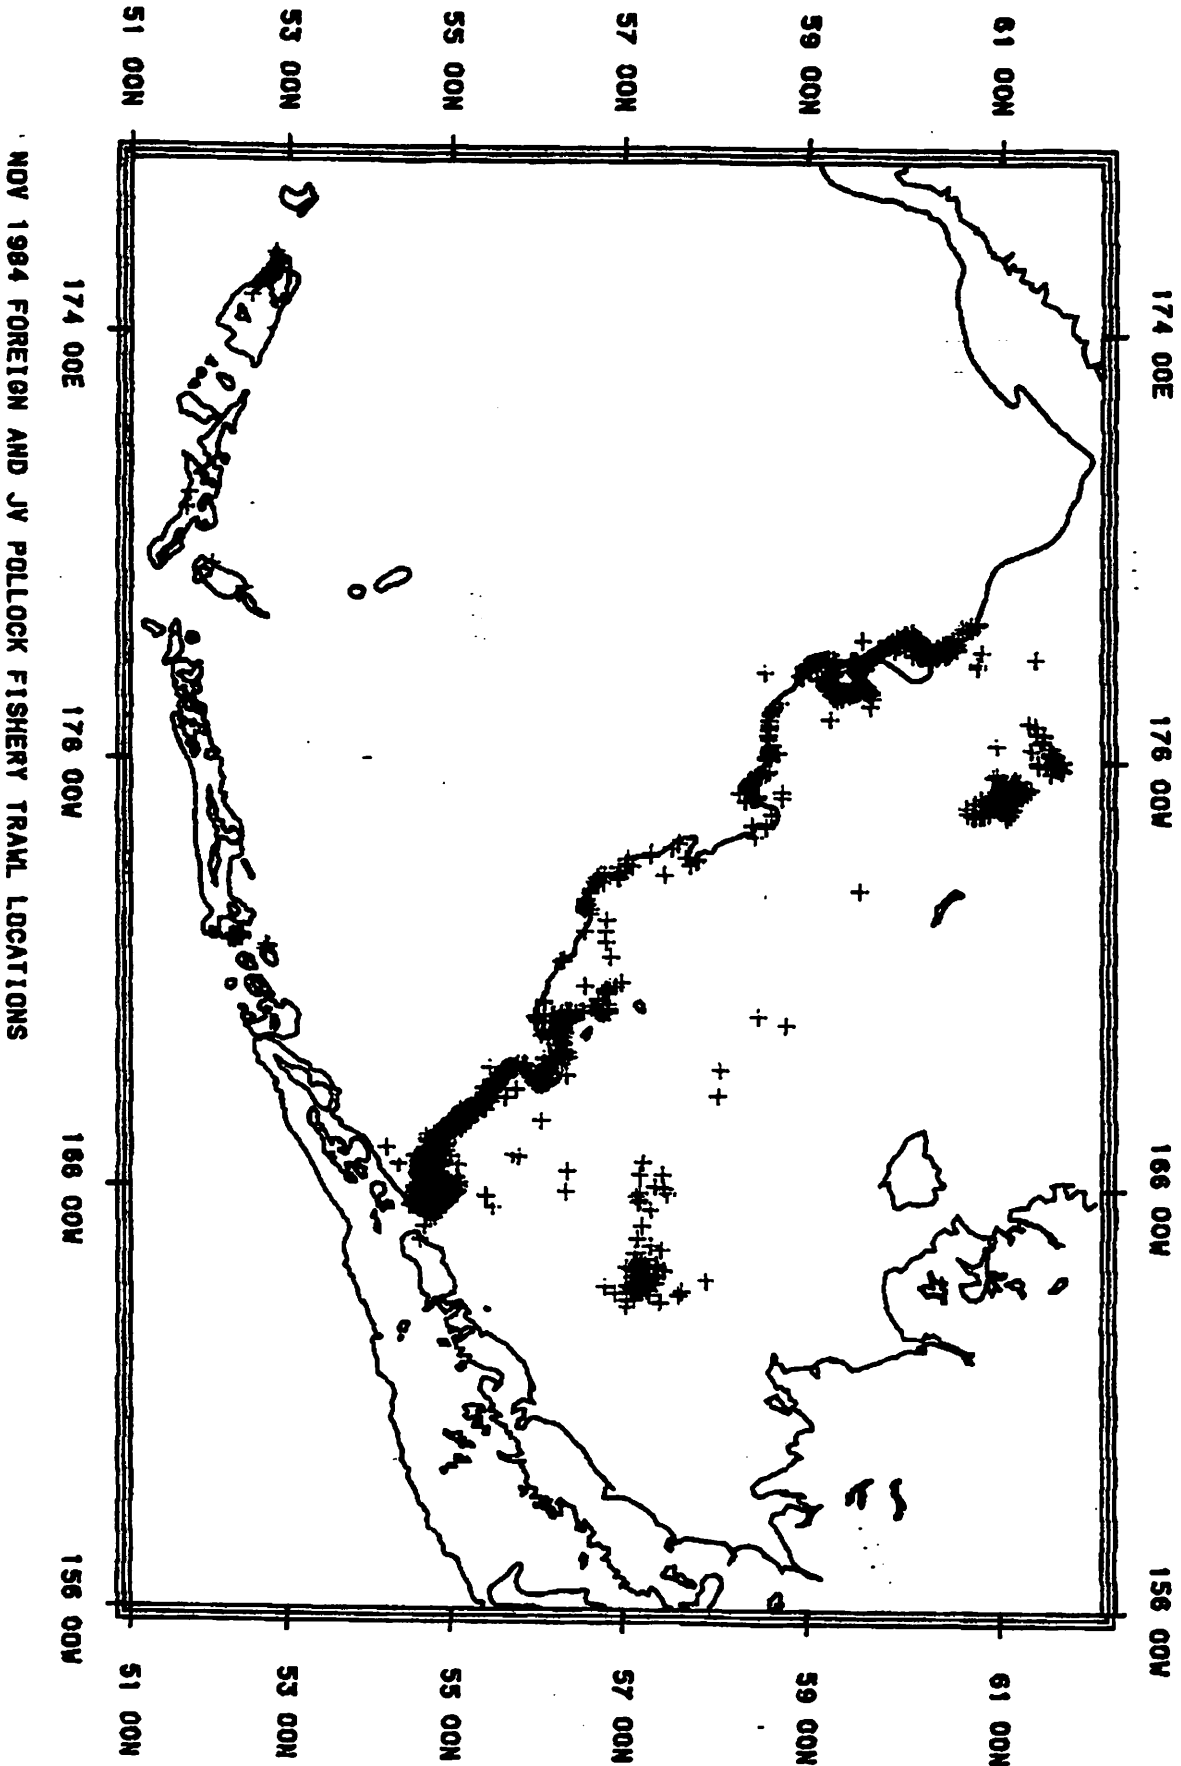 174 00E 176 00W 166 00W 156 00W
61 00N 61 00N
59 00N 59 00N
57 00N 57 00N
55 00N 55 00N
53 00N 53 00N
51 00N 51 00N
174 00E 176 00W 166 00W 156 00W
NOV 1984 FOREIGN AND JV POLLOCK FISHERY TRAWL LOCATIONS